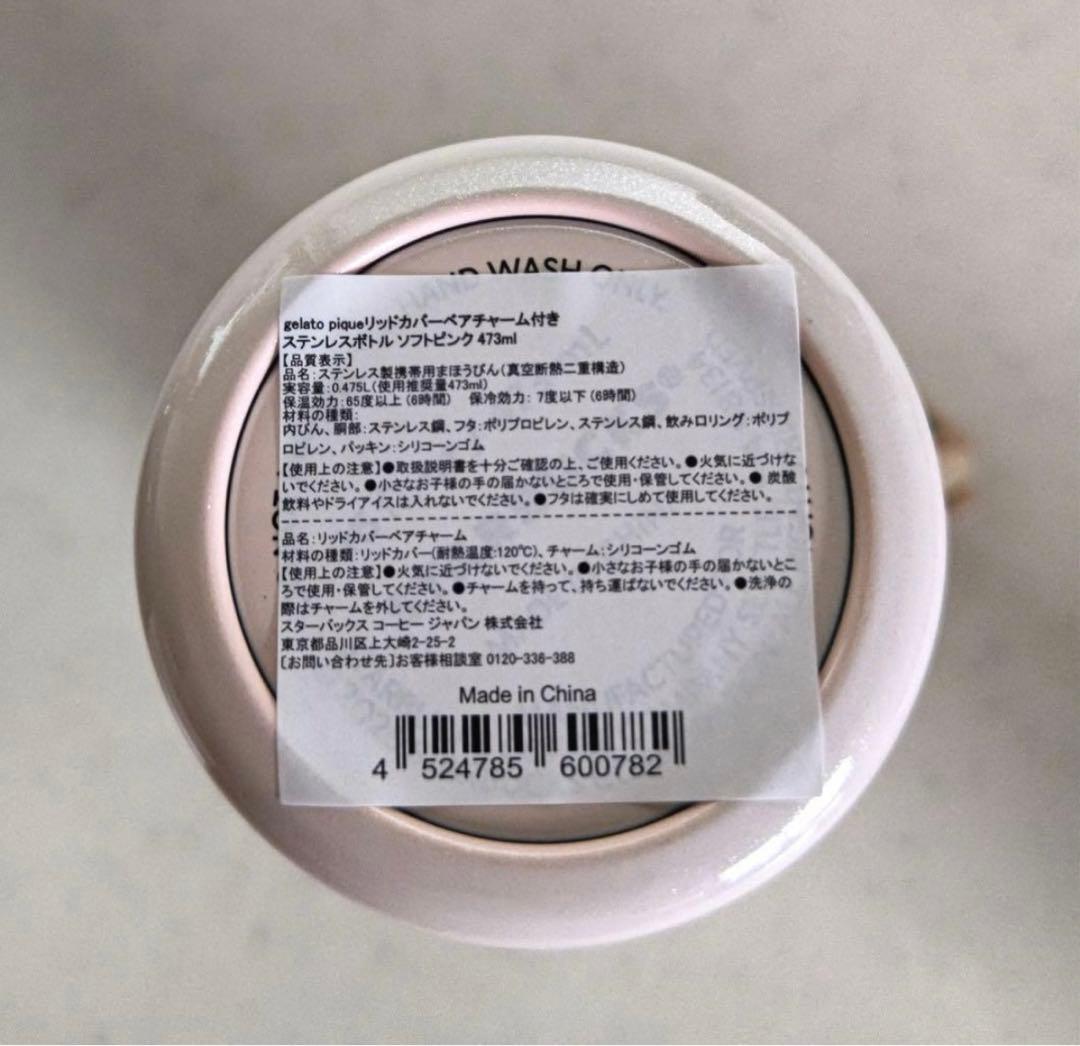 HAND WASH ONLY
gelato piqueリッドカバーベアチャーム付き
ステンレスボトル ソフトピンク 473ml
【品質表示】
品名:ステンレス製携帯用まほうびん(真空断熱二重構造)
実容量:0.475L(使用推奨量473ml)
保温効力:65度以上(6時間) 保冷効力: 7度以下(6時間)
材料の種類:
内びん、胴部:ステンレス鋼、フタ:ポリプロピレン、ステンレス鋼、飲み口リング:ポリプ
ロピレン、パッキン:シリコーンゴム
【使用上の注意】●取扱説明書を十分ご確認の上、ご使用ください。●火気に近づけな
いでください。●小さなお子様の手の届かないところで使用・保管してください。● 炭酸
飲料やドライアイスは入れないでください。●フタは確実にしめて使用してください。
品名:リッドカバーベアチャーム
材料の種類:リッドカバー(耐熱温度:120℃)、チャーム:シリコーンゴム
【使用上の注意】●火気に近づけないでください。●小さなお子様の手の届かないとこ
ろで使用・保管してください。●チャームを持って、持ち運ばないでください。●洗浄の
際はチャームを外してください。
スターバックス コーヒー ジャパン 株式会社
東京都品川区上大崎2-25-2
〔お問い合わせ先〕お客様相談室 0120-336-388
Made in China
4 524785 600782